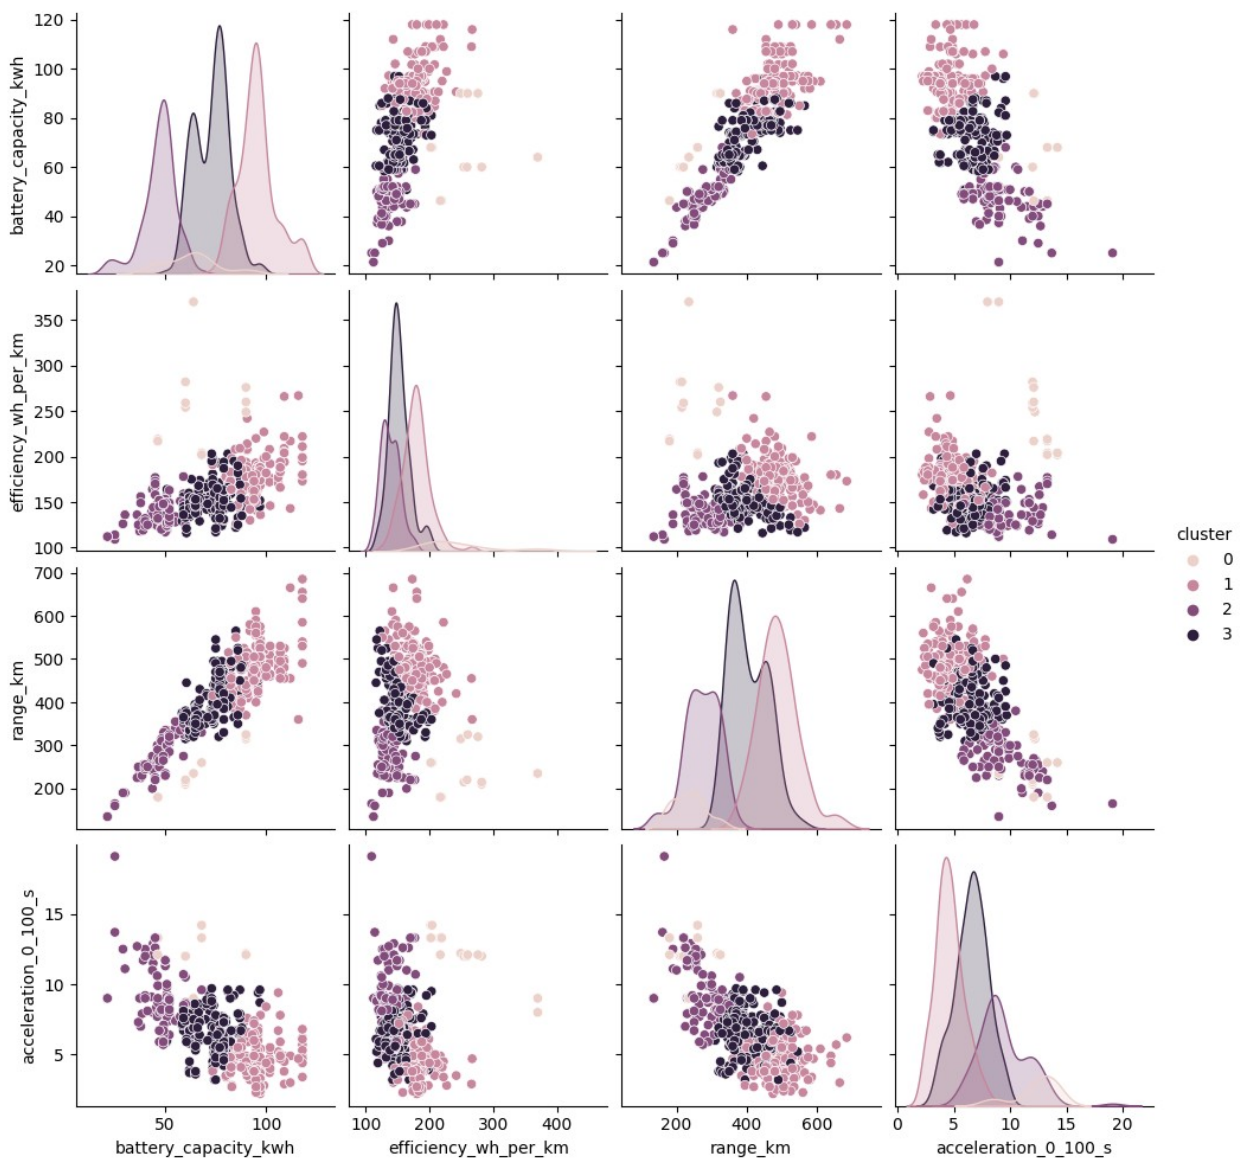 battery_capacity_kwh
120
100
80
60
40
20
efficiency_wh_per_km
350
300
250
200
150
100
cluster
0
1
2
3
range_km
700
600
500
400
300
200
acceleration_0_100_s
15
10
5
50 100
100 200 300 400
200 400 600
0 5 10 15 20
battery_capacity_kwh efficiency_wh_per_km range_km acceleration_0_100_s